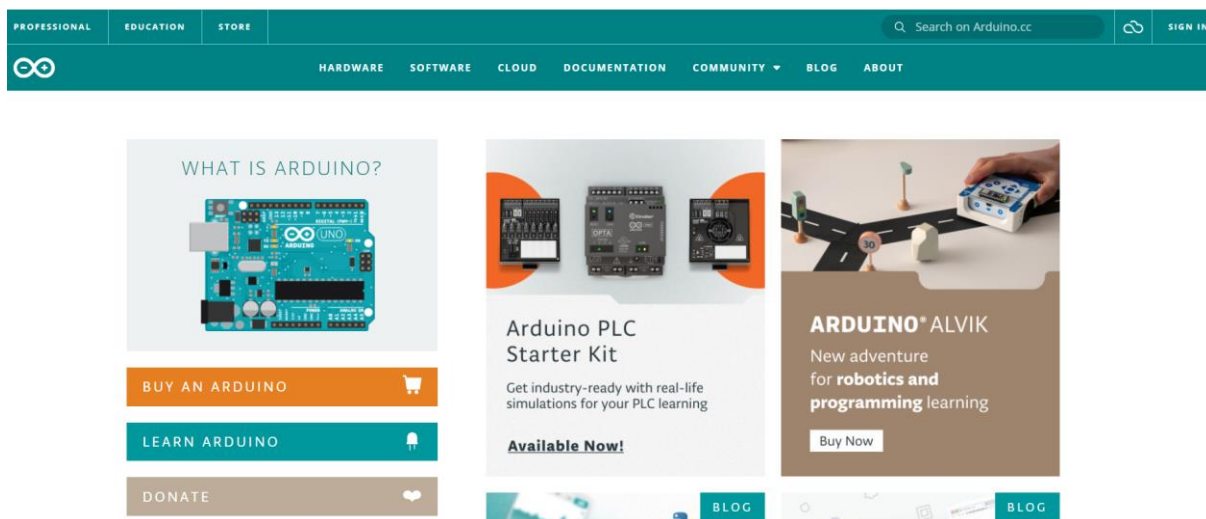 PROFESSIONAL
EDUCATION
STORE
Search on Arduino.cc
SIGN IN
HARDWARE
SOFTWARE
CLOUD
DOCUMENTATION
COMMUNITY
BLOG
ABOUT
WHAT IS ARDUINO?
UNO
ARDUINO
BUY AN ARDUINO
LEARN ARDUINO
DONATE
OPTA
Arduino PLC
Starter Kit
Get industry-ready with real-life
simulations for your PLC learning
Available Now!
30
ARDUINO® ALVIK
New adventure
for robotics and
programming learning
Buy Now
BLOG
BLOG